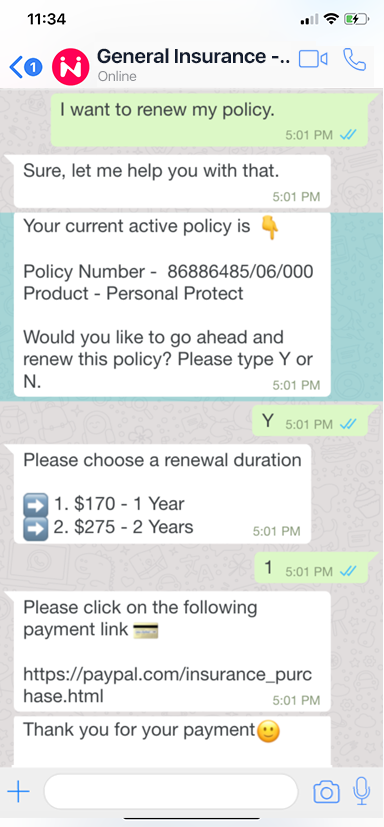 11:34
1
General Insurance -..
Online
I want to renew my policy.
5:01 PM
Sure, let me help you with that.
5:01 PM
Your current active policy is 👇
Policy Number - 86886485/06/000
Product - Personal Protect
Would you like to go ahead and
renew this policy? Please type Y or
N.
5:01 PM
Y 5:01 PM
Please choose a renewal duration
➡️ 1. $170 - 1 Year
➡️ 2. $275 - 2 Years
5:01 PM
1 5:01 PM
Please click on the following
payment link 💳
https://paypal.com/insurance_purc
hase.html
5:01 PM
Thank you for your payment🙂